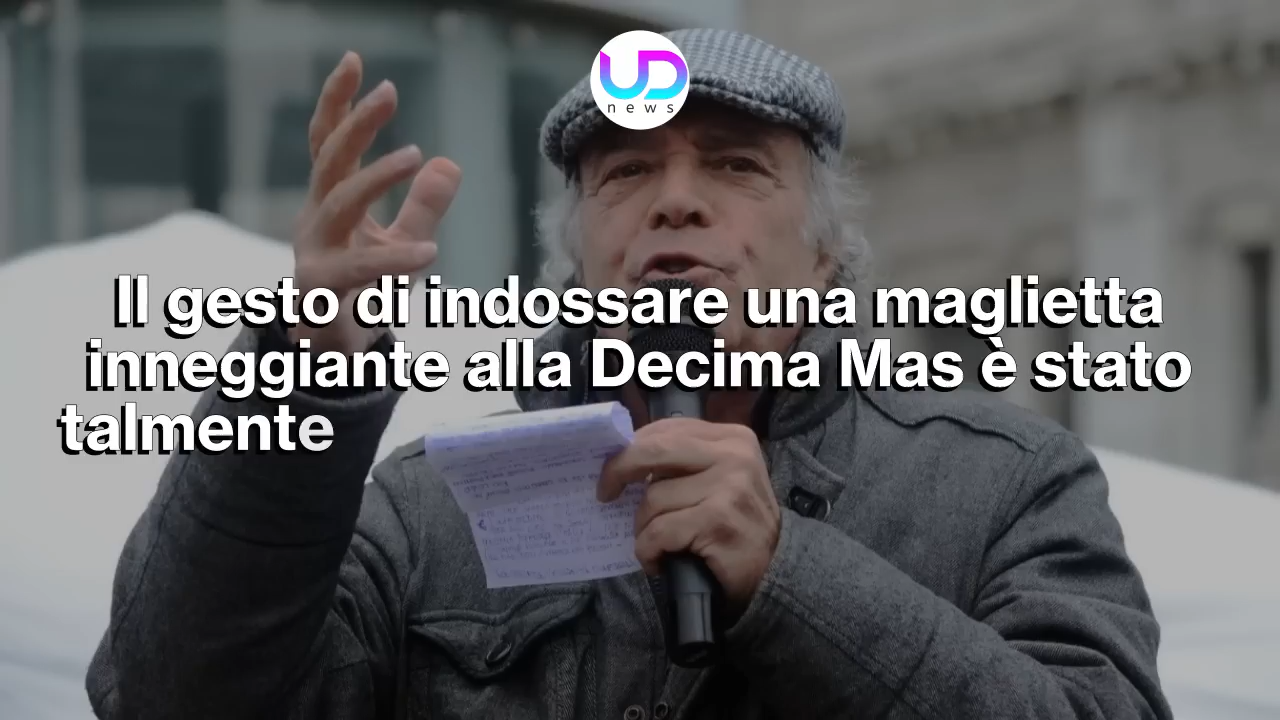 UD
news
Il gesto di indossare una maglietta
inneggiante alla Decima Mas è stato
talmente